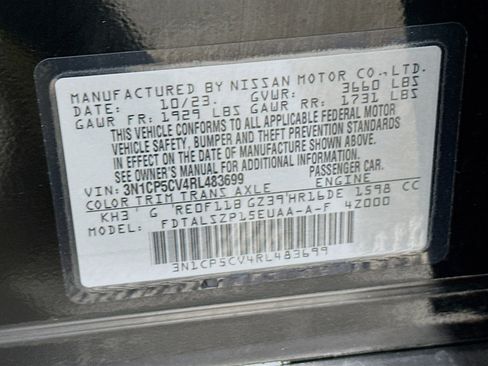 MANUFACTURED BY NISSAN MOTOR CO., LTD.
DATE: 10/23. GVWR: 3660 LBS
GAWR FR: 1929 LBS GAWR RR: 1731 LBS
THIS VEHICLE CONFORMS TO ALL APPLICABLE FEDERAL MOTOR
VEHICLE SAFETY, BUMPER AND THEFT PREVENTION STANDARDS
IN EFFECT ON THE DATE OF MANUFACTURE SHOWN ABOVE. SEE
OWNER'S MANUAL FOR ADDITIONAL INFORMATION.
VIN: 3N1CP5CV4RL483699 PASSENGER CAR.
COLOR TRIM TRANS AXLE ENGINE
KH3 G RE0F11B GZ39 HR16DE 1598 CC
MODEL: FDTALSZP15EUAA-A-F 4Z000
3N1CP5CV4RL483699